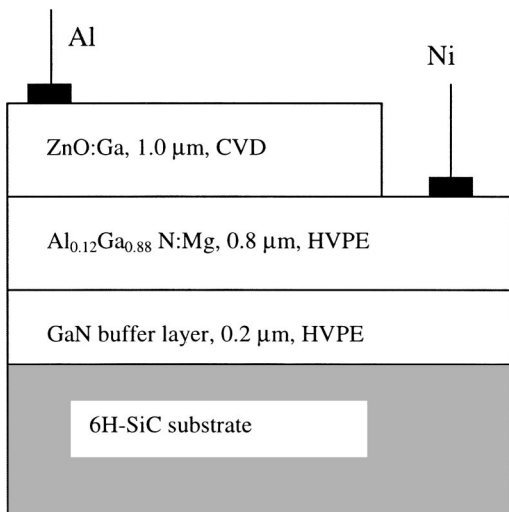 Al
Ni
ZnO:Ga, 1.0 μm, CVD
Al₀.₁₂Ga₀.₈₈ N:Mg, 0.8 μm, HVPE
GaN buffer layer, 0.2 μm, HVPE
6H-SiC substrate